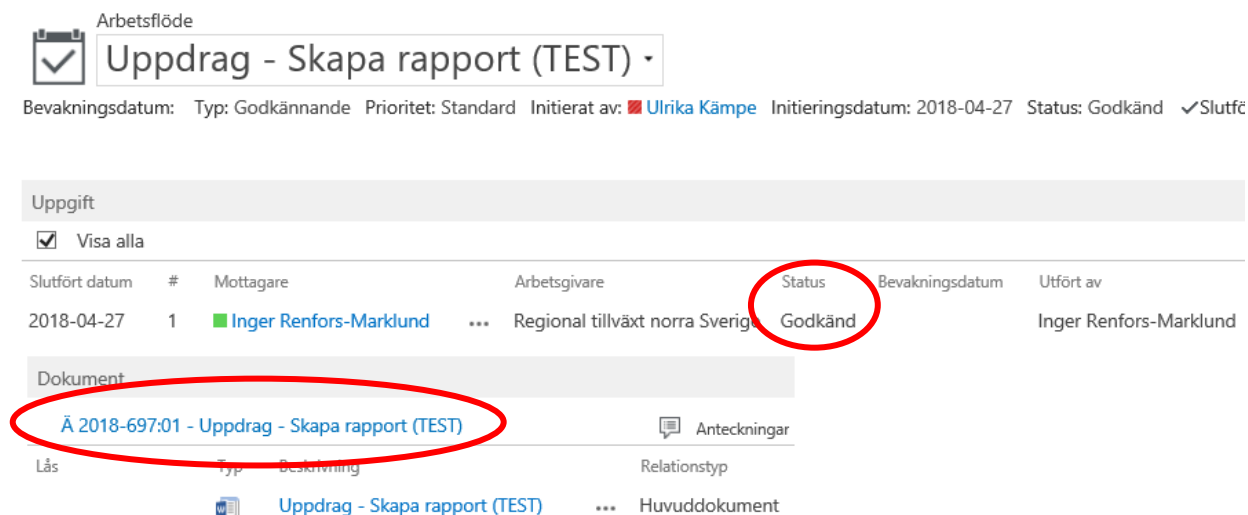 Arbetsflöde
Uppdrag - Skapa rapport (TEST)
Bevakningsdatum: Typ: Godkännande Prioritet: Standard Initierat av: Ulrika Kämpe Initieringsdatum: 2018-04-27 Status: Godkänd ✓Slutfö
Uppgift
Visa alla
Slutfört datum # Mottagare Arbetsgivare Status Bevakningsdatum Utfört av
2018-04-27 1 Inger Renfors-Marklund ... Regional tillväxt norra Sverige Godkänd Inger Renfors-Marklund
Dokument
Ä 2018-697:01 - Uppdrag - Skapa rapport (TEST) Anteckningar
Lås Typ Beskrivning Relationstyp
Uppdrag - Skapa rapport (TEST) ... Huvuddokument